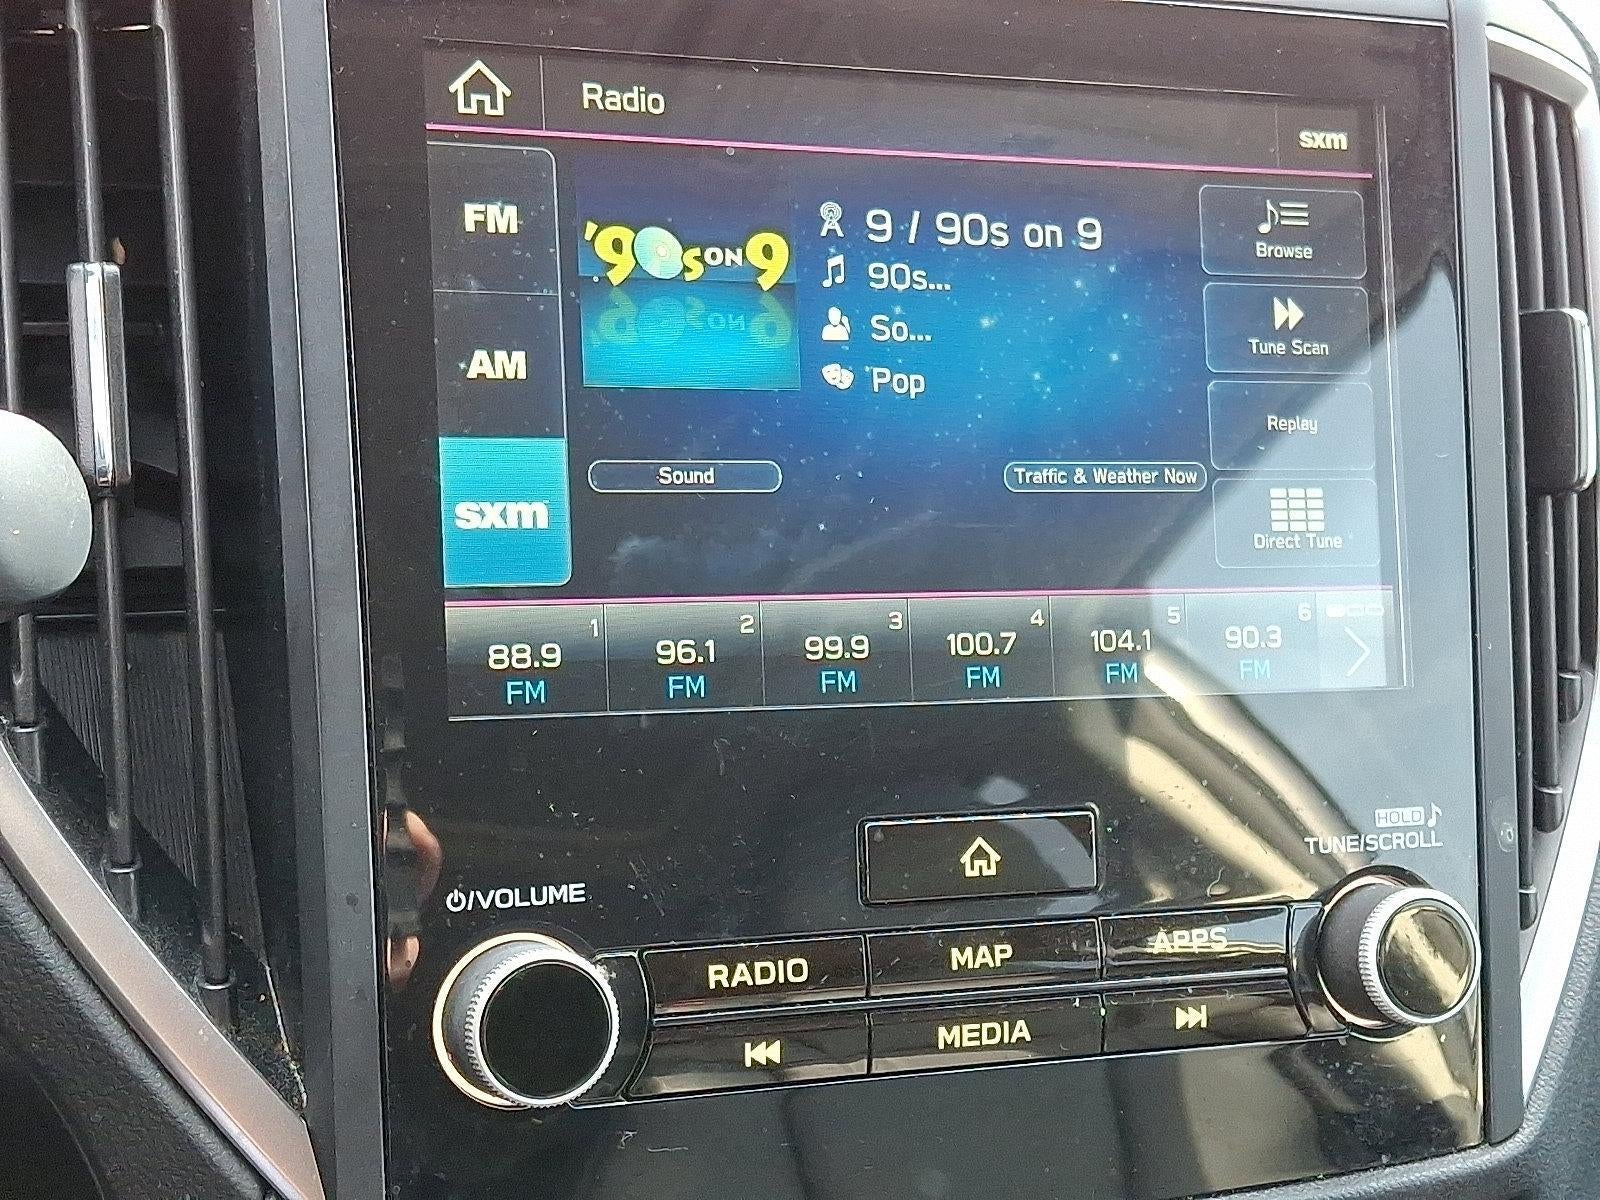 Radio
sxm
FM
AM
sxm
'90s ON 9
9 / 90s on 9
90s...
So...
Pop
Browse
Tune Scan
Replay
Direct Tune
Sound
Traffic & Weather Now
1 2 3 4 5 6
88.9 96.1 99.9 100.7 104.1 90.3
FM FM FM FM FM FM
HOLD
TUNE/SCROLL
/VOLUME
RADIO MAP APPS
MEDIA